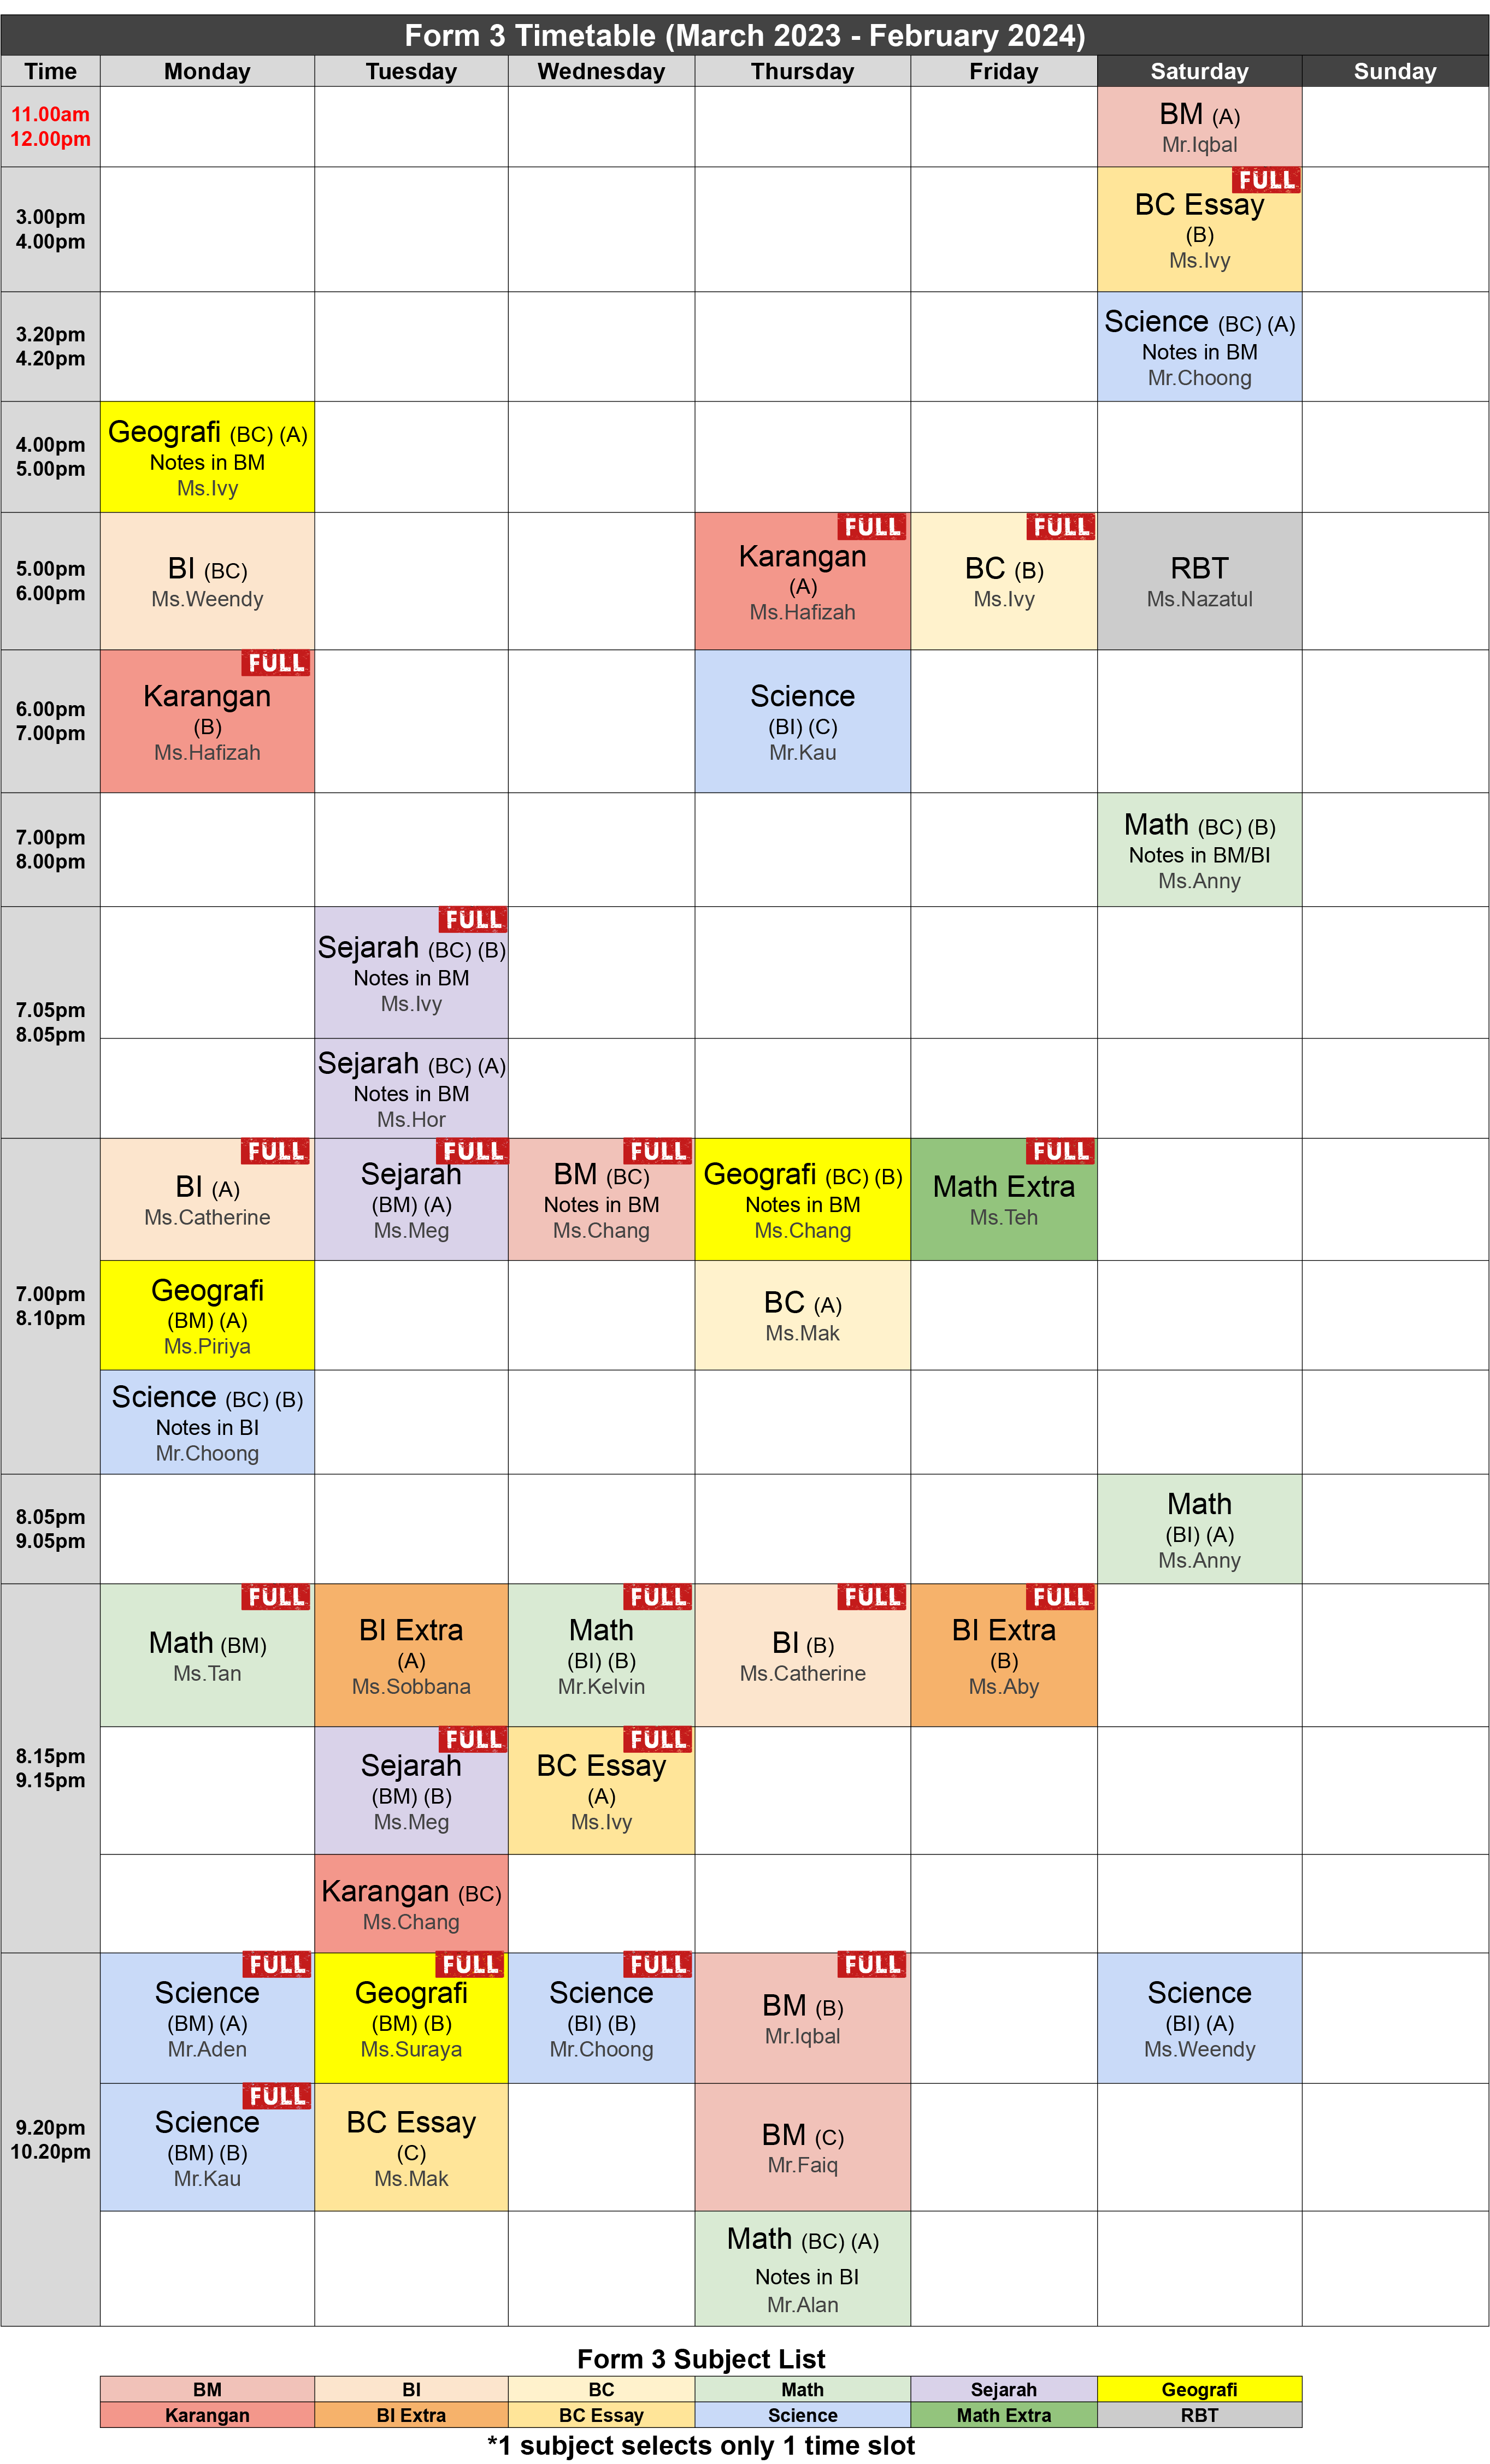 Form 3 Timetable (March 2023 - February 2024)
Time Monday Tuesday Wednesday Thursday Friday Saturday Sunday
11.00am
12.00pm
BM (A)
Mr.Iqbal
3.00pm
4.00pm
FULL
BC Essay
(B)
Ms.Ivy
3.20pm
4.20pm
Science (BC) (A)
Notes in BM
Mr.Choong
4.00pm
5.00pm
Geografi (BC) (A)
Notes in BM
Ms.Ivy
5.00pm
6.00pm
BI (BC)
Ms.Weendy
FULL
Karangan
(A)
Ms.Hafizah
FULL
BC (B)
Ms.Ivy
RBT
Ms.Nazatul
6.00pm
7.00pm
FULL
Karangan
(B)
Ms.Hafizah
Science
(BI) (C)
Mr.Kau
7.00pm
8.00pm
Math (BC) (B)
Notes in BM/BI
Ms.Anny
7.05pm
8.05pm
FULL
Sejarah (BC) (B)
Notes in BM
Ms.Ivy
Sejarah (BC) (A)
Notes in BM
Ms.Hor
7.00pm
8.10pm
FULL
BI (A)
Ms.Catherine
FULL
Sejarah
(BM) (A)
Ms.Meg
FULL
BM (BC)
Notes in BM
Ms.Chang
Geografi (BC) (B)
Notes in BM
Ms.Chang
FULL
Math Extra
Ms.Teh
Geografi
(BM) (A)
Ms.Piriya
BC (A)
Ms.Mak
Science (BC) (B)
Notes in BI
Mr.Choong
8.05pm
9.05pm
Math
(BI) (A)
Ms.Anny
8.15pm
9.15pm
FULL
Math (BM)
Ms.Tan
BI Extra
(A)
Ms.Sobbana
FULL
Math
(BI) (B)
Mr.Kelvin
FULL
BI (B)
Ms.Catherine
FULL
BI Extra
(B)
Ms.Aby
FULL
Sejarah
(BM) (B)
Ms.Meg
FULL
BC Essay
(A)
Ms.Ivy
Karangan (BC)
Ms.Chang
9.20pm
10.20pm
FULL
Science
(BM) (A)
Mr.Aden
FULL
Geografi
(BM) (B)
Ms.Suraya
FULL
Science
(BI) (B)
Mr.Choong
FULL
BM (B)
Mr.Iqbal
Science
(BI) (A)
Ms.Weendy
FULL
Science
(BM) (B)
Mr.Kau
BC Essay
(C)
Ms.Mak
BM (C)
Mr.Faiq
Math (BC) (A)
Notes in BI
Mr.Alan
Form 3 Subject List
BM BI BC Math Sejarah Geografi
Karangan BI Extra BC Essay Science Math Extra RBT
*1 subject selects only 1 time slot